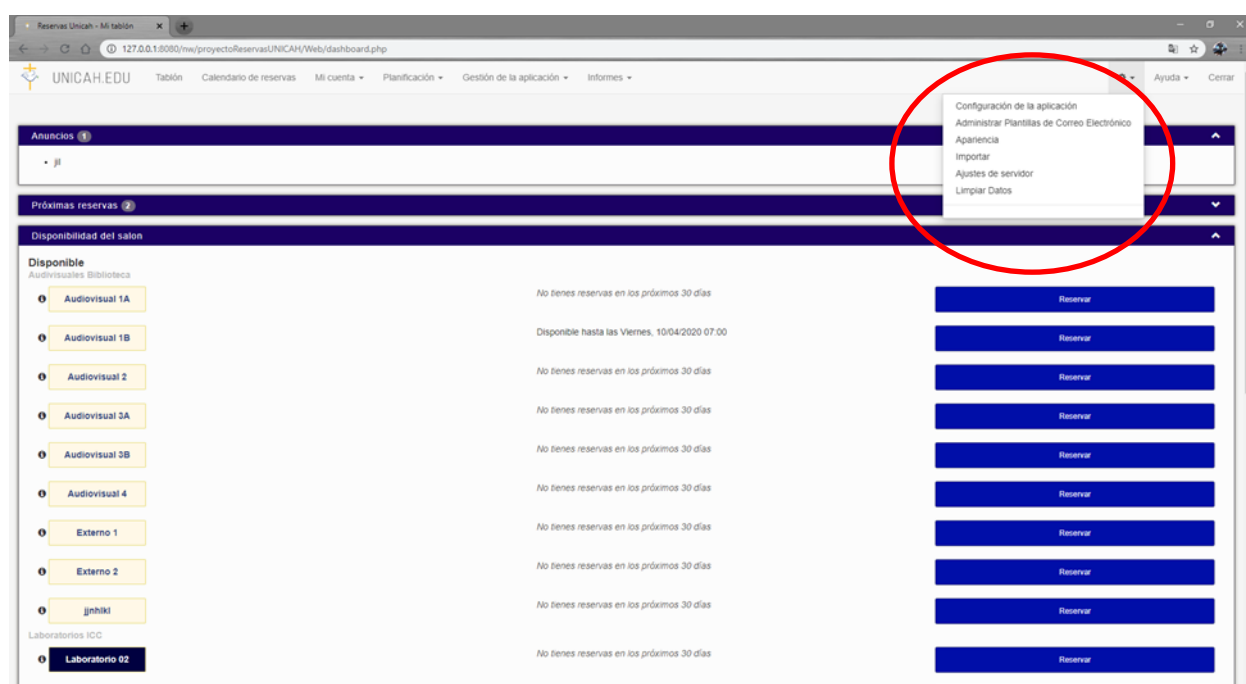 Reservas Unicah - Mi tablón
127.0.0.1:8080/nw/proyectoReservasUNICAH/Web/dashboard.php
UNICAH.EDU Tablón Calendario de reservas Mi cuenta Planificación Gestión de la aplicación Informes Ayuda Cerrar
Configuración de la aplicación
Administrar Plantillas de Correo Electrónico
Apariencia
Importar
Ajustes de servidor
Limpiar Datos
Anuncios 1
• jl
Próximas reservas 2
Disponibilidad del salon
Disponible
Audivisuales Biblioteca
Audiovisual 1A No tienes reservas en los próximos 30 días Reservar
Audiovisual 1B Disponible hasta las Viernes, 10/04/2020 07:00 Reservar
Audiovisual 2 No tienes reservas en los próximos 30 días Reservar
Audiovisual 3A No tienes reservas en los próximos 30 días Reservar
Audiovisual 3B No tienes reservas en los próximos 30 días Reservar
Audiovisual 4 No tienes reservas en los próximos 30 días Reservar
Externo 1 No tienes reservas en los próximos 30 días Reservar
Externo 2 No tienes reservas en los próximos 30 días Reservar
No tienes reservas en los próximos 30 días Reservar
Laboratorios ICC
Laboratorio 02 No tienes reservas en los próximos 30 días Reservar